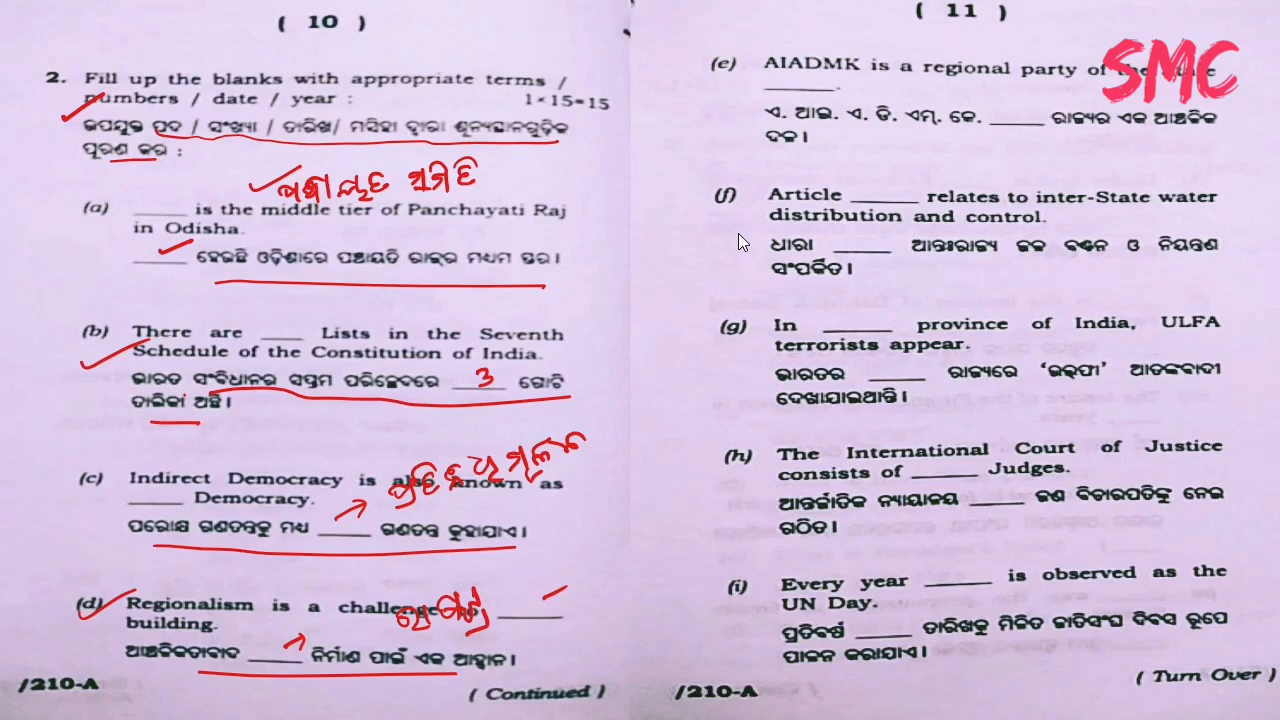 ( 10 )
2. Fill up the blanks with appropriate terms /
numbers / date / year : 1×15=15
ଉପଯୁକ୍ତ ପଦ / ସଂଖ୍ୟା / ତାରିଖ / ମସିହା ଦ୍ୱାରା ଶୂନ୍ୟସ୍ଥାନଗୁଡ଼ିକ
ପୂରଣ କର :
ପଞ୍ଚାୟତ ସମିତି
(a) _____ is the middle tier of Panchayati Raj
in Odisha.
_____ ହେଉଛି ଓଡ଼ିଶାରେ ପଞ୍ଚାୟତି ରାଜ୍‌ର ମଧ୍ୟମ ସ୍ତର ।
(b) There are ____ Lists in the Seventh
Schedule of the Constitution of India.
ଭାରତ ସଂବିଧାନର ସପ୍ତମ ପରିଚ୍ଛେଦରେ __3__ ଗୋଟି
ତାଲିକା ଅଛି ।
(c) Indirect Democracy is also known as
_____ Democracy.
ପରୋକ୍ଷ ଗଣତନ୍ତ୍ରକୁ ମଧ୍ୟ _____ ଗଣତନ୍ତ୍ର କୁହାଯାଏ ।
(d) Regionalism is a challenge _____
building.
ଆଞ୍ଚଳିକତାବାଦ _____ ନିର୍ମାଣ ପାଇଁ ଏକ ଆହ୍ୱାନ ।
/210-A ( Continued )
( 11 )
SMC
(e) AIADMK is a regional party of the state
_____.
ଏ. ଆଇ. ଏ. ଡି. ଏମ୍. କେ. _____ ରାଜ୍ୟର ଏକ ଆଞ୍ଚଳିକ
ଦଳ ।
(f) Article _____ relates to inter-State water
distribution and control.
ଧାରା _____ ଆନ୍ତଃରାଜ୍ୟ ଜଳ ବଣ୍ଟନ ଓ ନିୟନ୍ତ୍ରଣ
ସଂପର୍କିତ ।
(g) In _____ province of India, ULFA
terrorists appear.
ଭାରତର _____ ରାଜ୍ୟରେ ‘ଉଲ୍‌ଫା’ ଆତଙ୍କବାଦୀ
ଦେଖାଯାଇଥାନ୍ତି ।
(h) The International Court of Justice
consists of _____ Judges.
ଆନ୍ତର୍ଜାତିକ ନ୍ୟାୟାଳୟ _____ ଜଣ ବିଚାରପତିଙ୍କୁ ନେଇ
ଗଠିତ ।
(i) Every year _____ is observed as the
UN Day.
ପ୍ରତିବର୍ଷ _____ ତାରିଖକୁ ମିଳିତ ଜାତିସଂଘ ଦିବସ ରୂପେ
ପାଳନ କରାଯାଏ ।
/210-A ( Turn Over )